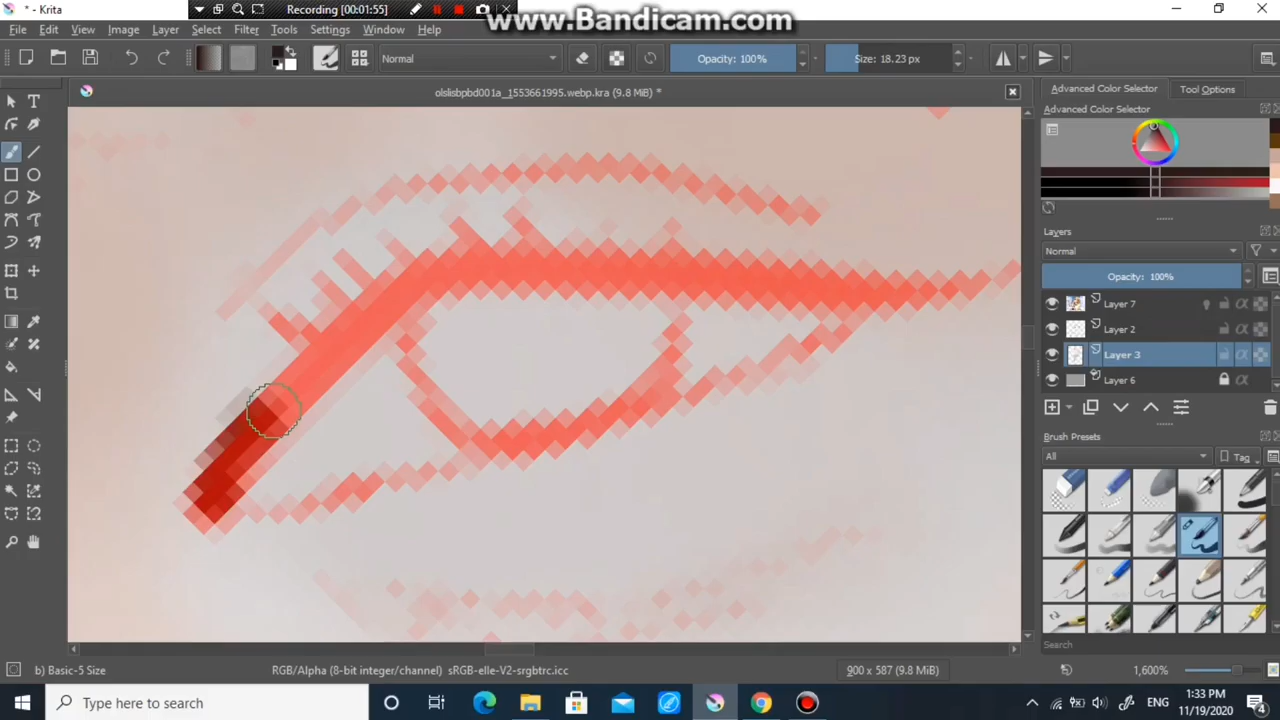 * - Krita
Recording [00:01:55]
www.Bandicam.com
File Edit View Image Layer Select Filter Tools Settings Window Help
Normal
Opacity: 100%
Size: 18.23 px
olslisbpbd001a_1553661995.webp.kra (9.8 MiB) *
Advanced Color Selector
Tool Options
Advanced Color Selector
Layers
Normal
Opacity: 100%
Layer 7
Layer 2
Layer 3
Layer 6
Brush Presets
All
Tag
Search
b) Basic-5 Size
RGB/Alpha (8-bit integer/channel) sRGB-elle-V2-srgbtrc.icc
900 x 587 (9.8 MiB)
1,600%
Type here to search
ENG
1:33 PM
11/19/2020
4